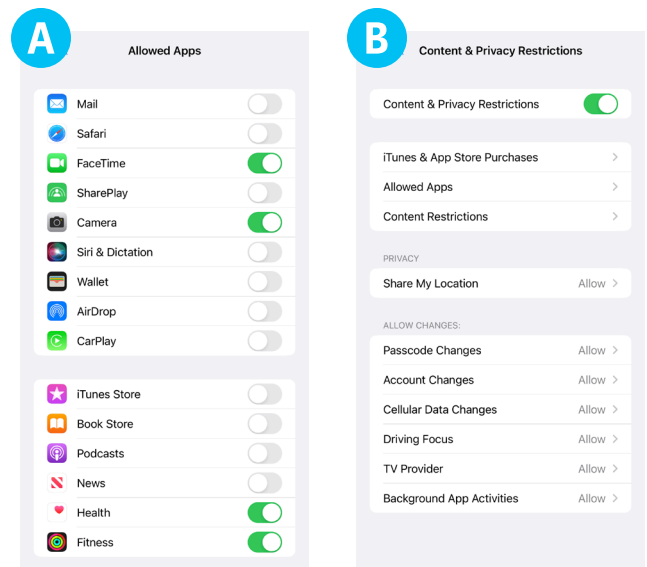 A
Allowed Apps
Mail
Safari
FaceTime
SharePlay
Camera
Siri & Dictation
Wallet
AirDrop
CarPlay
iTunes Store
Book Store
Podcasts
News
Health
Fitness
B
Content & Privacy Restrictions
Content & Privacy Restrictions
iTunes & App Store Purchases
Allowed Apps
Content Restrictions
PRIVACY
Share My Location Allow
ALLOW CHANGES:
Passcode Changes Allow
Account Changes Allow
Cellular Data Changes Allow
Driving Focus Allow
TV Provider Allow
Background App Activities Allow